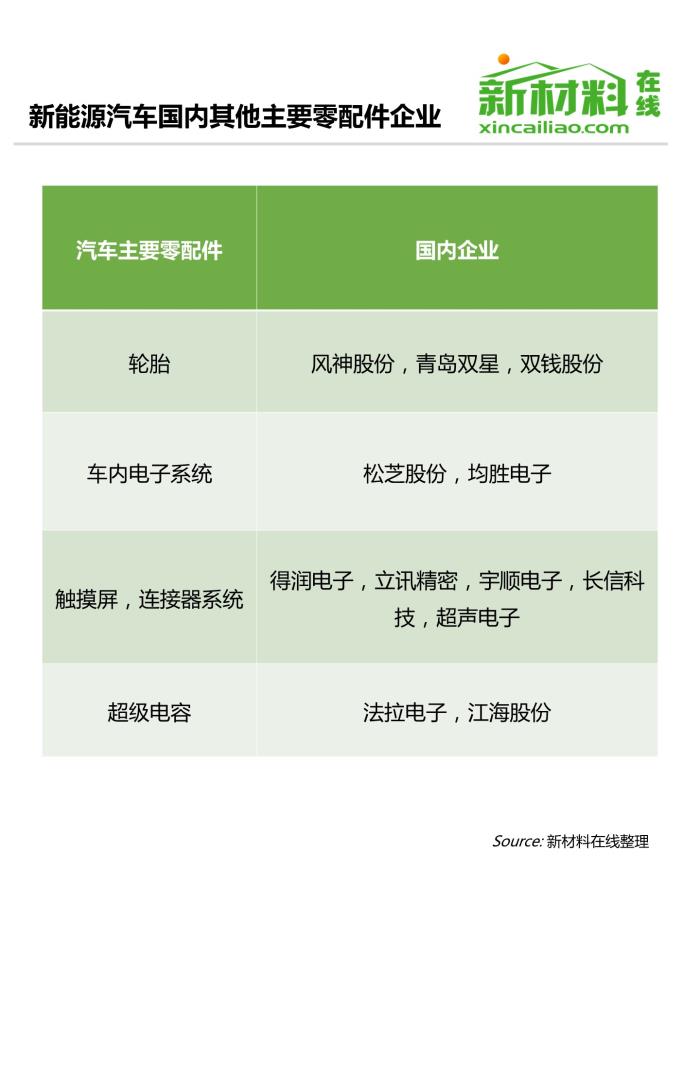 新能源汽车国内其他主要零配件企业
新材料
在线
xincailiao.com
汽车主要零配件
国内企业
轮胎
风神股份，青岛双星，双钱股份
车内电子系统
松芝股份，均胜电子
触摸屏，连接器系统
得润电子，立讯精密，宇顺电子，长信科
技，超声电子
超级电容
法拉电子，江海股份
Source: 新材料在线整理